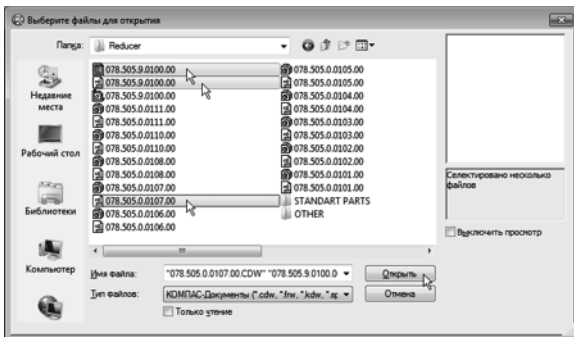 Выберите файлы для открытия
Папка: Reducer
Недавние места
Рабочий стол
Библиотеки
Компьютер
078.505.9.0100.00
078.505.9.0100.00
078.505.9.0100.00
078.505.0.0111.00
078.505.0.0111.00
078.505.0.0110.00
078.505.0.0110.00
078.505.0.0108.00
078.505.0.0108.00
078.505.0.0107.00
078.505.0.0107.00
078.505.0.0106.00
078.505.0.0106.00
078.505.0.0105.00
078.505.0.0105.00
078.505.0.0104.00
078.505.0.0104.00
078.505.0.0103.00
078.505.0.0103.00
078.505.0.0102.00
078.505.0.0102.00
078.505.0.0101.00
078.505.0.0101.00
STANDART PARTS
OTHER
Селектировано несколько
файлов
Выключить просмотр
Имя файла: "078.505.0.0107.00.CDW" "078.505.9.0100.0 Открыть
Тип файлов: КОМПАС-Документы (*.cdw, *.frw, *.kdw, *.sp Отмена
Только чтение